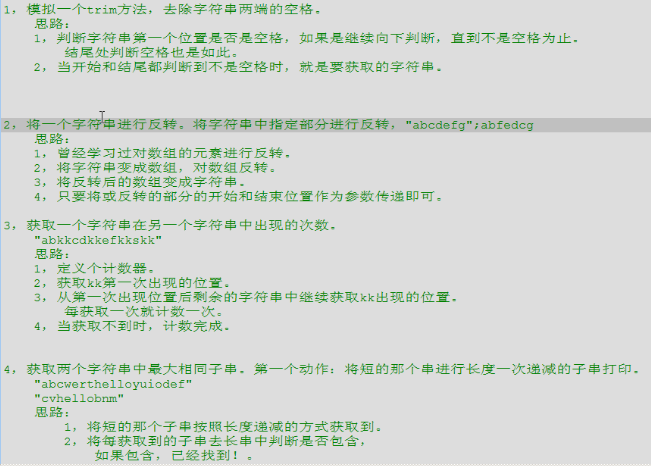 1，模拟一个trim方法，去除字符串两端的空格。
思路：
1，判断字符串第一个位置是否是空格，如果是继续向下判断，直到不是空格为止。
结尾处判断空格也是如此。
2，当开始和结尾都判断到不是空格时，就是要获取的字符串。
2，将一个字符串进行反转。将字符串中指定部分进行反转，"abcdefg";abfedcg
思路：
1，曾经学习过对数组的元素进行反转。
2，将字符串变成数组，对数组反转。
3，将反转后的数组变成字符串。
4，只要将或反转的部分的开始和结束位置作为参数传递即可。
3，获取一个字符串在另一个字符串中出现的次数。
"abkkcdkkefkkskk"
思路：
1，定义个计数器。
2，获取kk第一次出现的位置。
3，从第一次出现位置后剩余的字符串中继续获取kk出现的位置。
每获取一次就计数一次。
4，当获取不到时，计数完成。
4，获取两个字符串中最大相同子串。第一个动作：将短的那个串进行长度一次递减的子串打印。
"abcwerthelloyuiodef"
"cvhellobnm"
思路：
1，将短的那个子串按照长度递减的方式获取到。
2，将每获取到的子串去长串中判断是否包含，
如果包含，已经找到！。